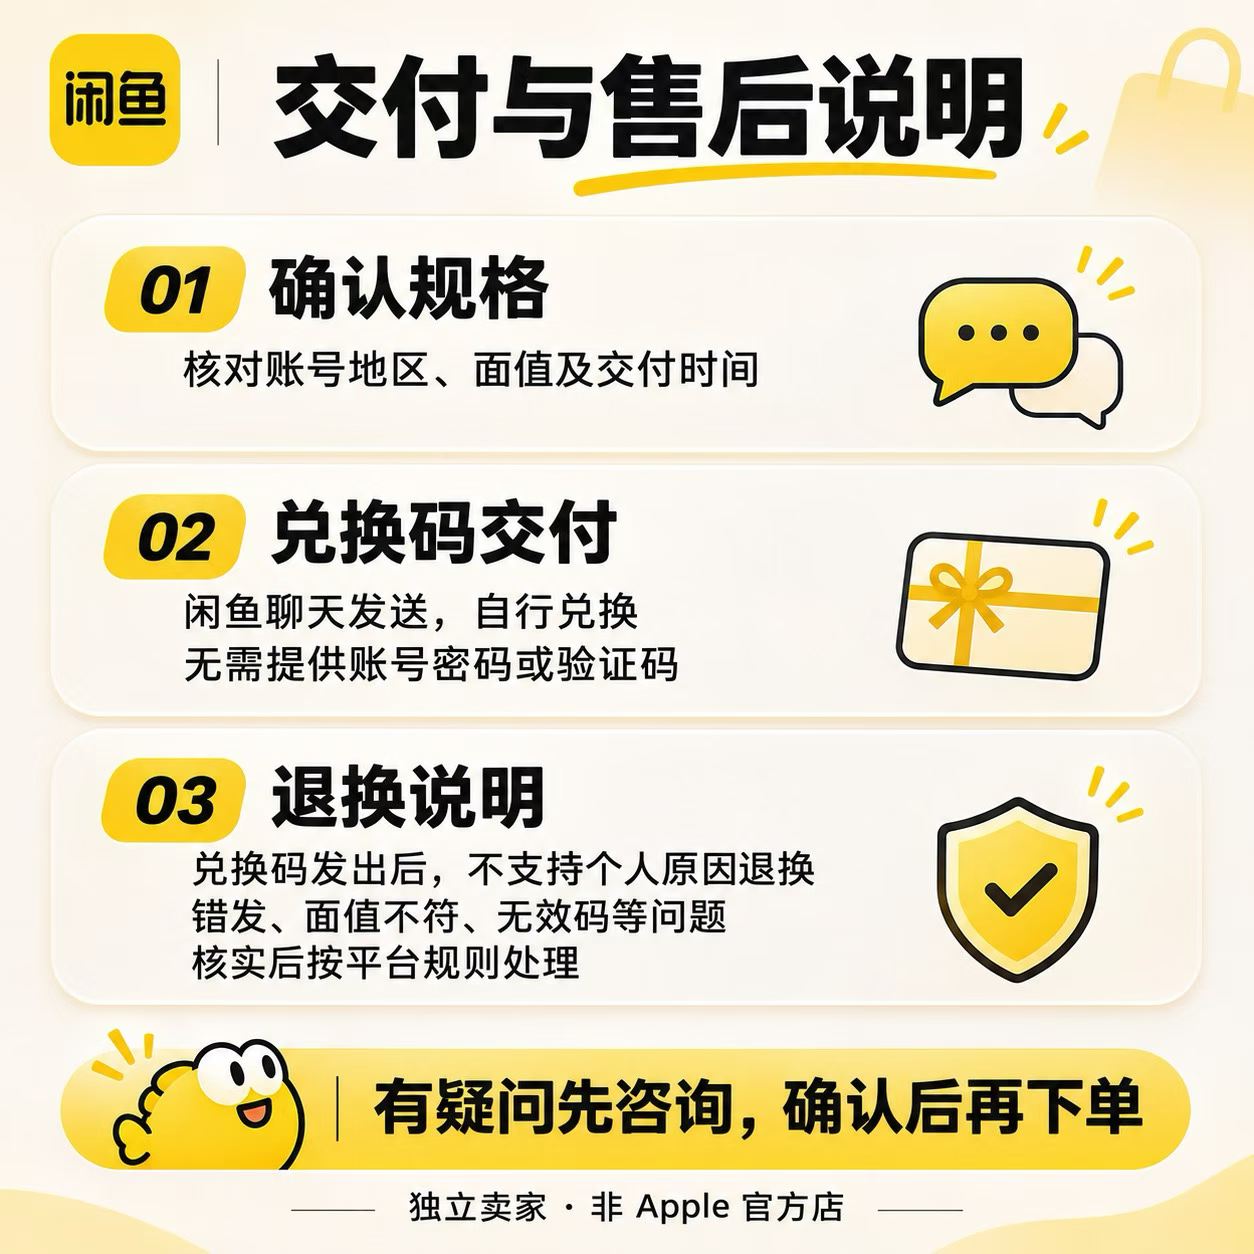 闲鱼
交付与售后说明
01 确认规格
核对账号地区、面值及交付时间
02 兑换码交付
闲鱼聊天发送，自行兑换
无需提供账号密码或验证码
03 退换说明
兑换码发出后，不支持个人原因退换
错发、面值不符、无效码等问题
核实后按平台规则处理
有疑问先咨询，确认后再下单
独立卖家 · 非 Apple 官方店